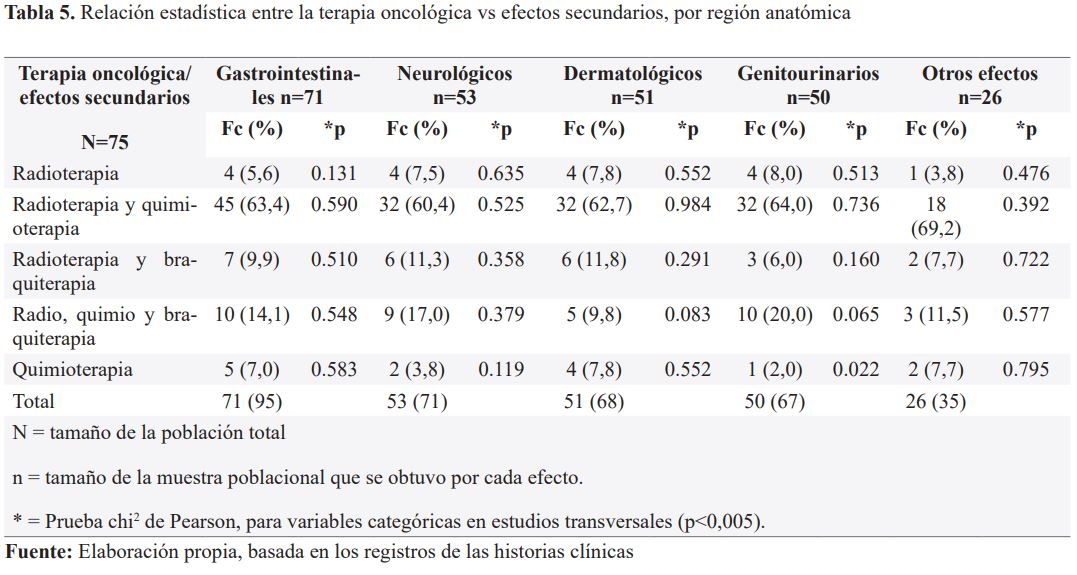 Tabla 5. Relación estadística entre la terapia oncológica vs efectos secundarios, por región anatómica
Terapia oncológica/ Gastrointestina- Neurológicos Dermatológicos Genitourinarios Otros efectos
efectos secundarios les n=71 n=53 n=51 n=50 n=26
N=75 Fc (%) *p Fc (%) *p Fc (%) *p Fc (%) *p Fc (%) *p
Radioterapia 4 (5,6) 0.131 4 (7,5) 0.635 4 (7,8) 0.552 4 (8,0) 0.513 1 (3,8) 0.476
Radioterapia y quimi- 45 (63,4) 0.590 32 (60,4) 0.525 32 (62,7) 0.984 32 (64,0) 0.736 18 0.392
oterapia (69,2)
Radioterapia y bra- 7 (9,9) 0.510 6 (11,3) 0.358 6 (11,8) 0.291 3 (6,0) 0.160 2 (7,7) 0.722
quiterapia
Radio, quimio y bra- 10 (14,1) 0.548 9 (17,0) 0.379 5 (9,8) 0.083 10 (20,0) 0.065 3 (11,5) 0.577
quiterapia
Quimioterapia 5 (7,0) 0.583 2 (3,8) 0.119 4 (7,8) 0.552 1 (2,0) 0.022 2 (7,7) 0.795
Total 71 (95) 53 (71) 51 (68) 50 (67) 26 (35)
N = tamaño de la población total
n = tamaño de la muestra poblacional que se obtuvo por cada efecto.
* = Prueba chi² de Pearson, para variables categóricas en estudios transversales (p<0,005).
Fuente: Elaboración propia, basada en los registros de las historias clínicas